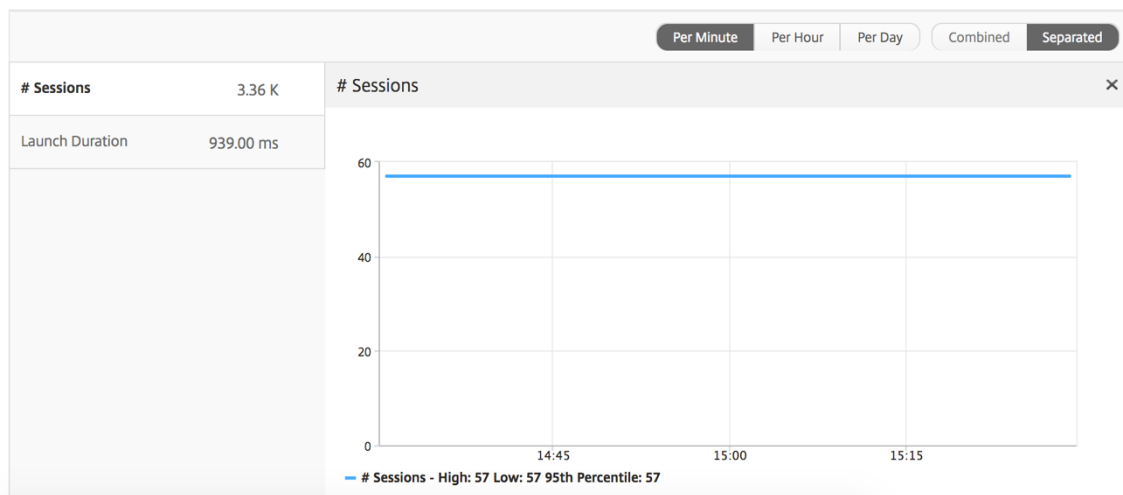 Per Minute Per Hour Per Day Combined Separated
# Sessions 3.36 K
Launch Duration 939.00 ms
# Sessions ×
60
40
20
0
14:45 15:00 15:15
# Sessions - High: 57 Low: 57 95th Percentile: 57